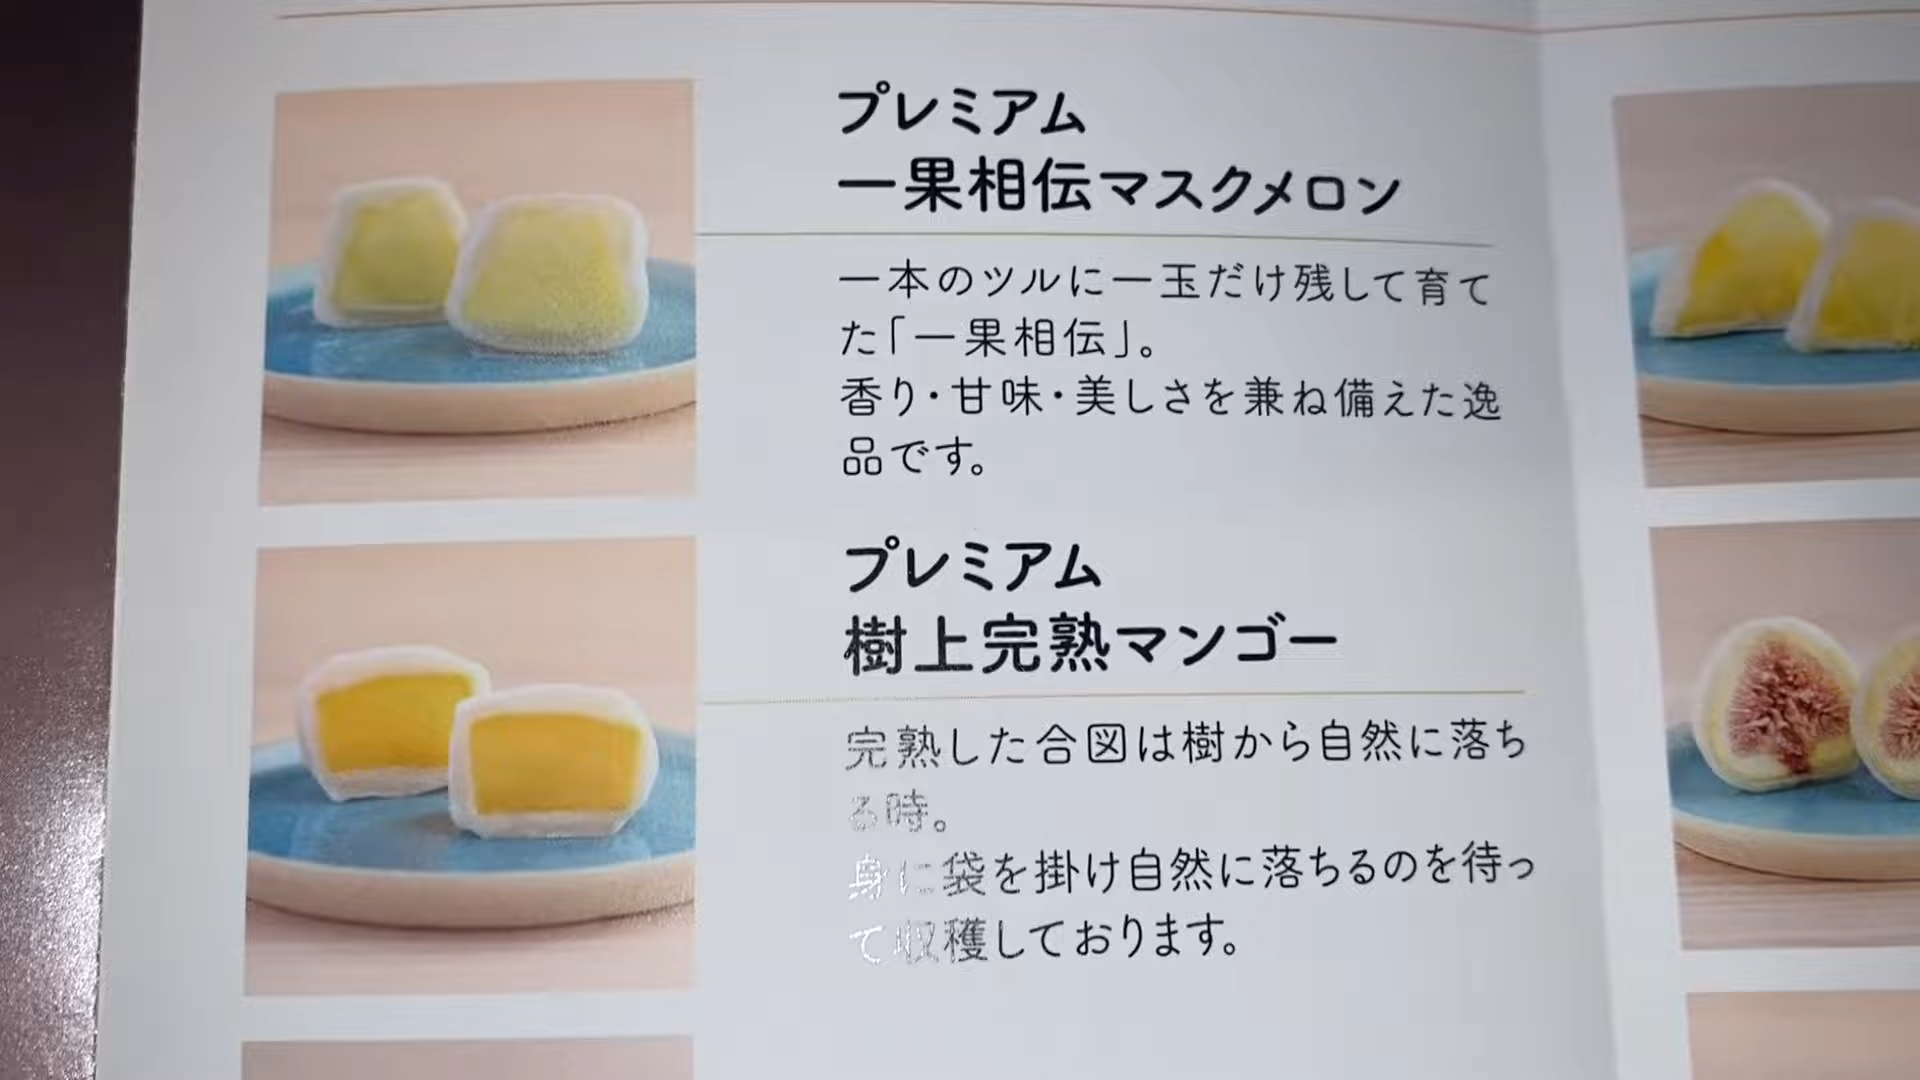 プレミアム
一果相伝マスクメロン
一本のツルに一玉だけ残して育て
た「一果相伝」。
香り・甘味・美しさを兼ね備えた逸
品です。
プレミアム
樹上完熟マンゴー
完熟した合図は樹から自然に落ち
る時。
身に袋を掛け自然に落ちるのを待っ
て収穫しております。